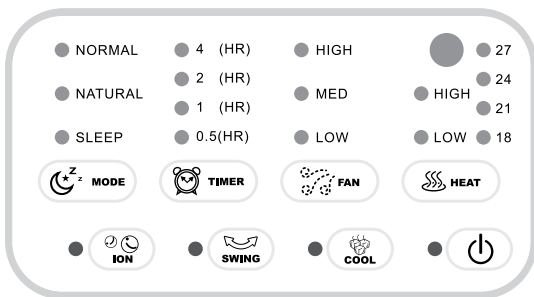 NORMAL 4 (HR) HIGH 27
2 (HR) 24
NATURAL MED HIGH
1 (HR) 21
SLEEP 0.5(HR) LOW LOW 18
Z z z MODE TIMER FAN HEAT
ION SWING COOL